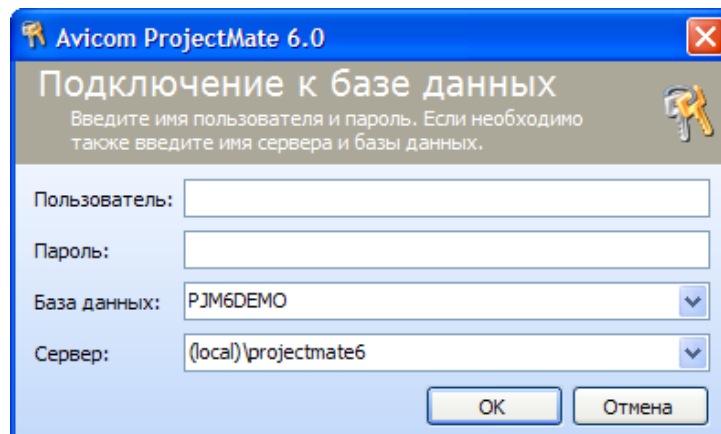 Avicom ProjectMate 6.0
Подключение к базе данных
Введите имя пользователя и пароль. Если необходимо
также введите имя сервера и базы данных.
Пользователь:
Пароль:
База данных: PJM6DEMO
Сервер: (local)\projectmate6
OK Отмена